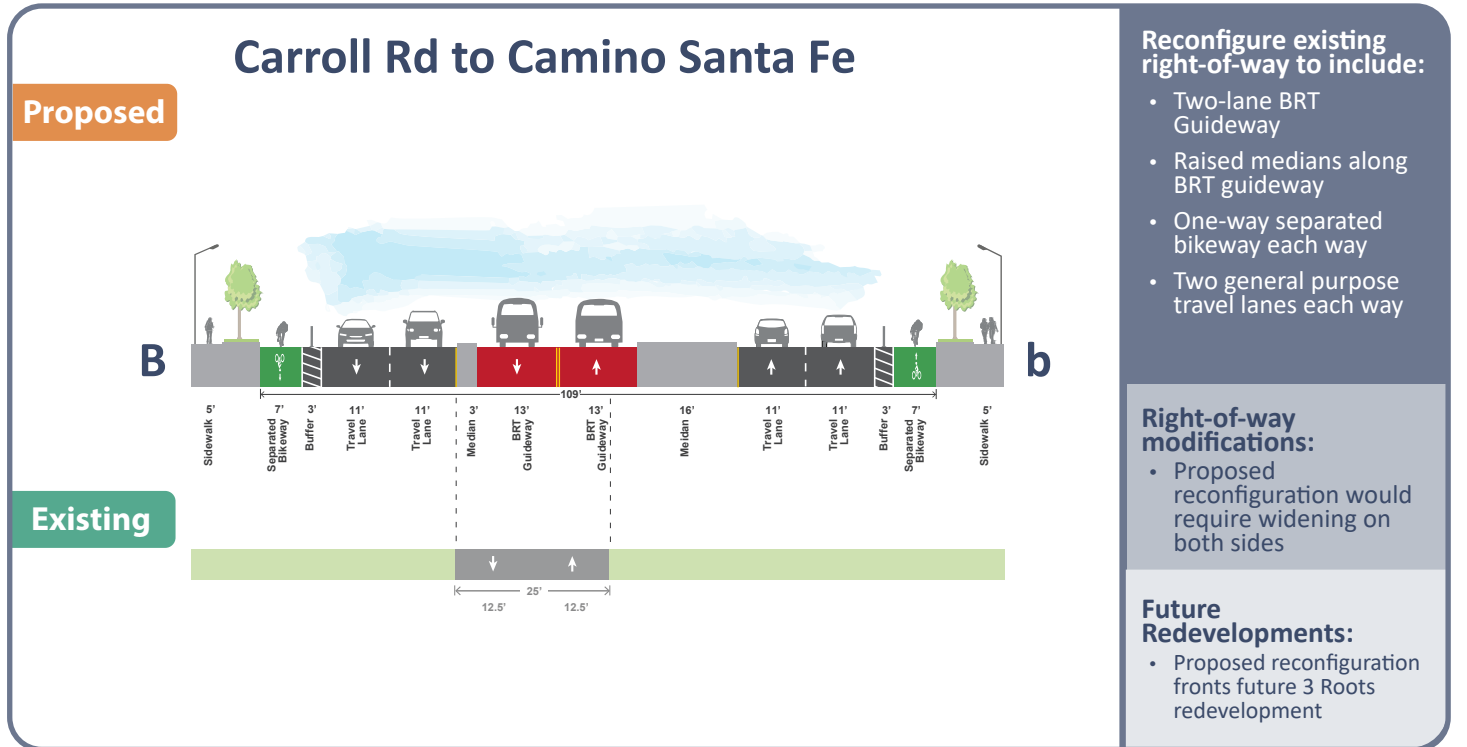 Carroll Rd to Camino Santa Fe
Proposed
B
b
109'
5'
Sidewalk
7'
Separated
Bikeway
3'
Buffer
11'
Travel
Lane
11'
Travel
Lane
3'
Median
13'
BRT
Guideway
13'
BRT
Guideway
16'
Meidan
11'
Travel
Lane
11'
Travel
Lane
3'
Buffer
7'
Separated
Bikeway
5'
Sidewalk
Existing
25'
12.5'
12.5'
Reconfigure existing
right-of-way to include:
• Two-lane BRT
Guideway
• Raised medians along
BRT guideway
• One-way separated
bikeway each way
• Two general purpose
travel lanes each way
Right-of-way
modifications:
• Proposed
reconfiguration would
require widening on
both sides
Future
Redevelopments:
• Proposed reconfiguration
fronts future 3 Roots
redevelopment